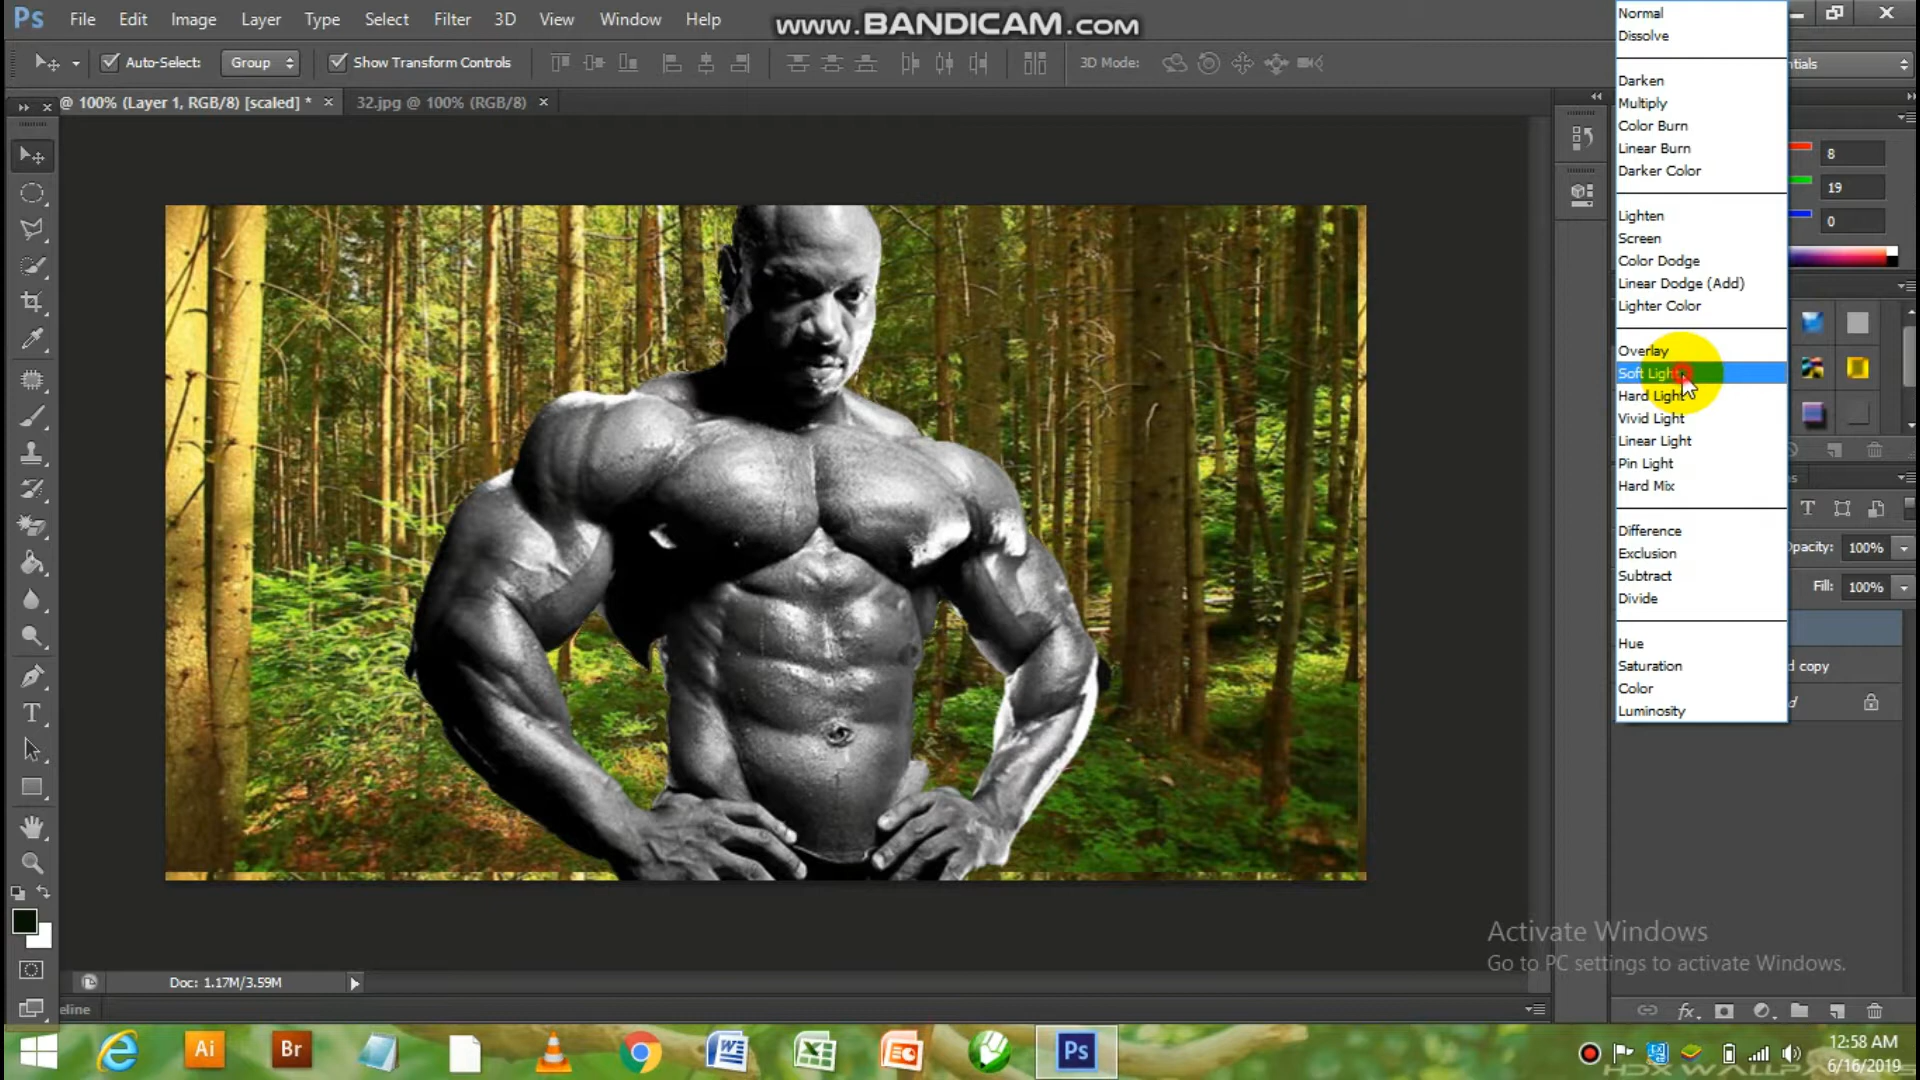 Ps File Edit Image Layer Type Select Filter 3D View Window Help
www.BANDICAM.com
Auto-Select: Group Show Transform Controls 3D Mode:
@ 100% (Layer 1, RGB/8) [scaled] * × 32.jpg @ 100% (RGB/8) ×
Normal
Dissolve
Darken
Multiply
Color Burn
Linear Burn
Darker Color
Lighten
Screen
Color Dodge
Linear Dodge (Add)
Lighter Color
Overlay
Soft Light
Hard Light
Vivid Light
Linear Light
Pin Light
Hard Mix
Difference
Exclusion
Subtract
Divide
Hue
Saturation
Color
Luminosity
ntials
8
19
0
pacity: 100%
Fill: 100%
d copy
Activate Windows
Go to PC settings to activate Windows.
Doc: 1.17M/3.59M
eline
fx
Ai Br Ps
12:58 AM
6/16/2019